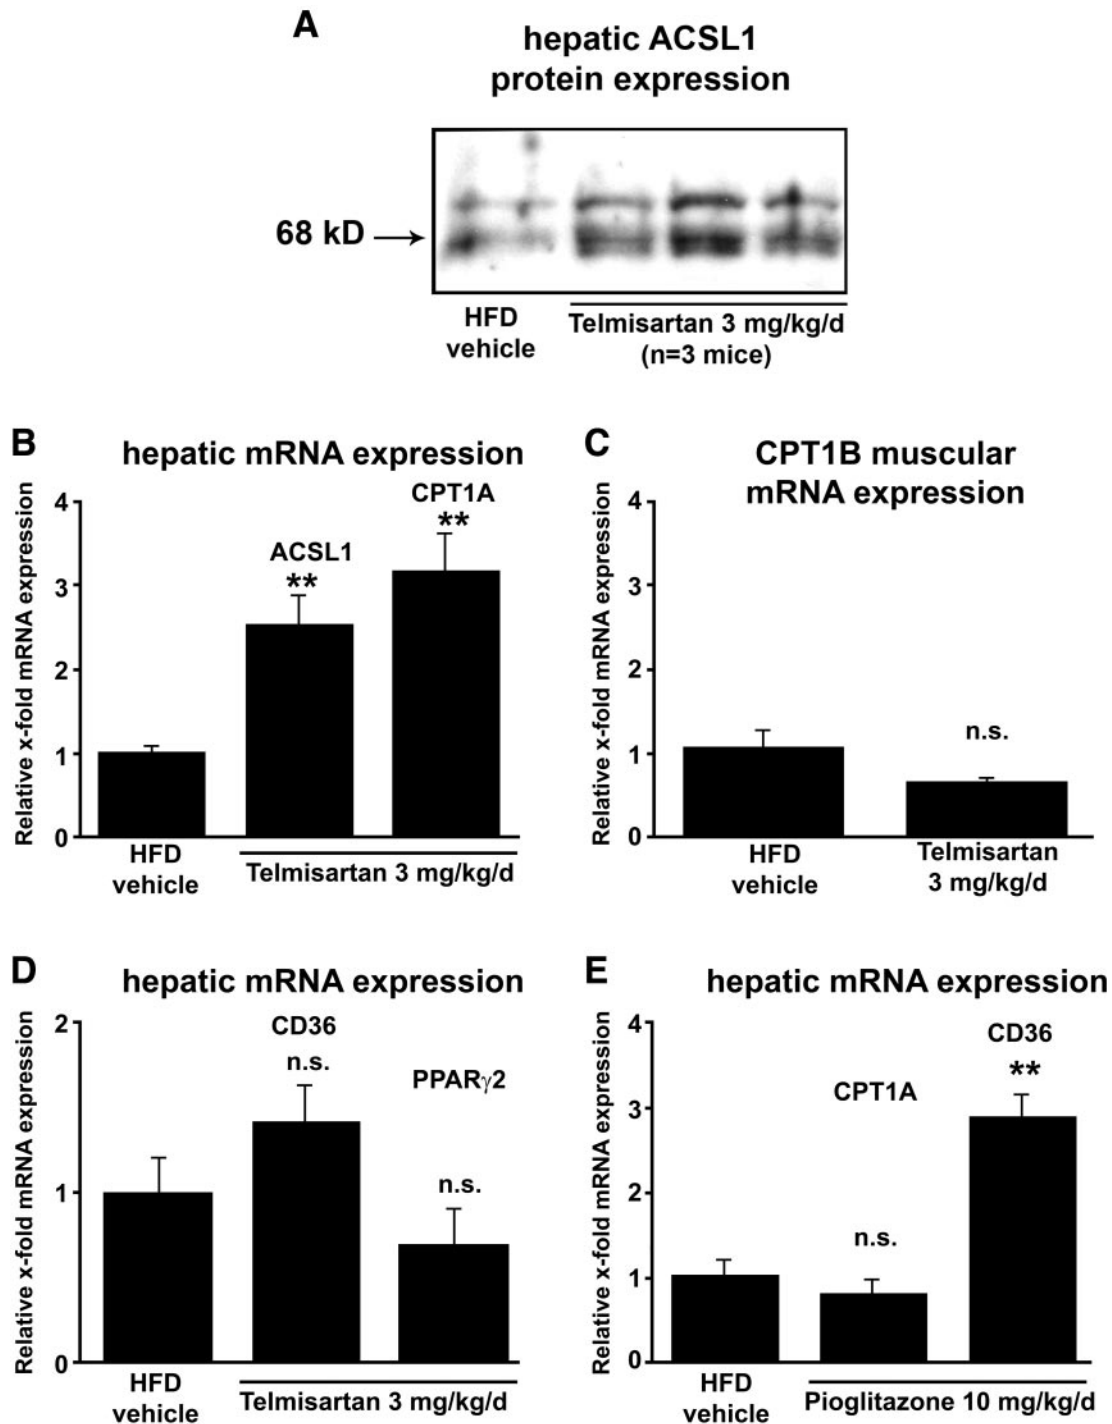 A
hepatic ACSL1
protein expression
68 kD
HFD
vehicle
Telmisartan 3 mg/kg/d
(n=3 mice)
B
hepatic mRNA expression
Relative x-fold mRNA expression
4
3
2
1
0
ACSL1
**
CPT1A
**
HFD
vehicle
Telmisartan 3 mg/kg/d
C
CPT1B muscular
mRNA expression
Relative x-fold mRNA expression
4
3
2
1
0
n.s.
HFD
vehicle
Telmisartan
3 mg/kg/d
D
hepatic mRNA expression
Relative x-fold mRNA expression
2
1
0
CD36
n.s.
PPARγ2
n.s.
HFD
vehicle
Telmisartan 3 mg/kg/d
E
hepatic mRNA expression
Relative x-fold mRNA expression
4
3
2
1
0
CPT1A
n.s.
CD36
**
HFD
vehicle
Pioglitazone 10 mg/kg/d